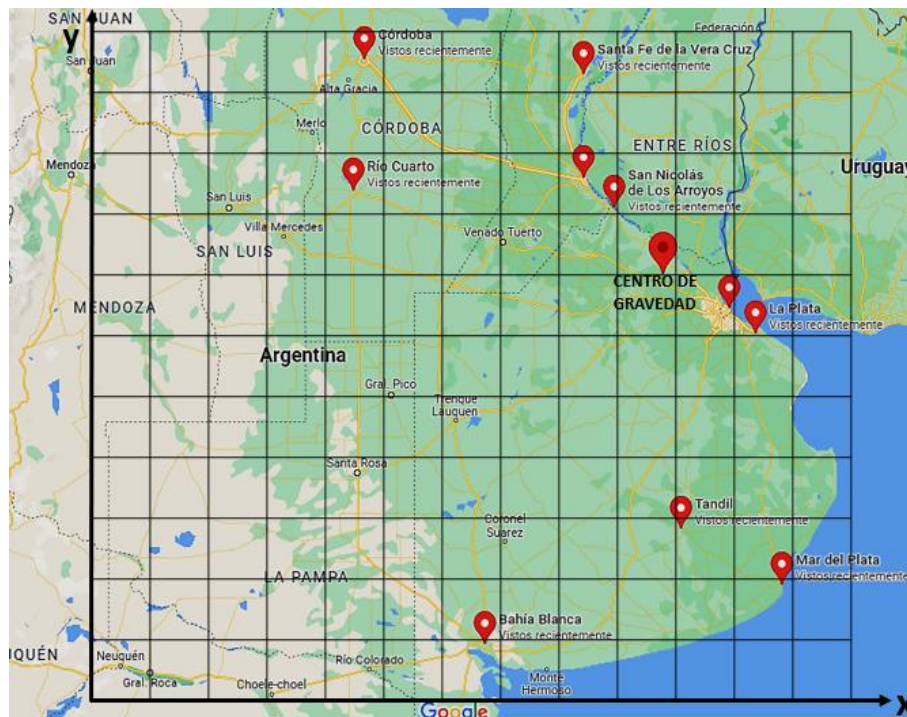 SAN JUAN
y
San Juan
Córdoba
Vistos recientemente
Santa Fe de la Vera Cruz
Vistos recientemente
Federación
Alta Gracia
Merlo
CÓRDOBA
ENTRE RÍOS
Mendoza
Río Cuarto
Vistos recientemente
San Nicolás
de Los Arroyos
Vistos recientemente
Uruguay
San Luis
Villa Mercedes
Venado Tuerto
SAN LUIS
CENTRO DE
GRAVEDAD
MENDOZA
La Plata
Vistos recientemente
Argentina
Gral. Pico
Trenque
Lauquen
Santa Rosa
Tandil
Vistos recientemente
Coronel
Suarez
Mar del Plata
Vistos recientemente
LA PAMPA
Bahía Blanca
Vistos recientemente
UQUÉN
Neuquén
Río Colorado
Gral. Roca
Choele-choel
Monte
Hermoso
Google
x